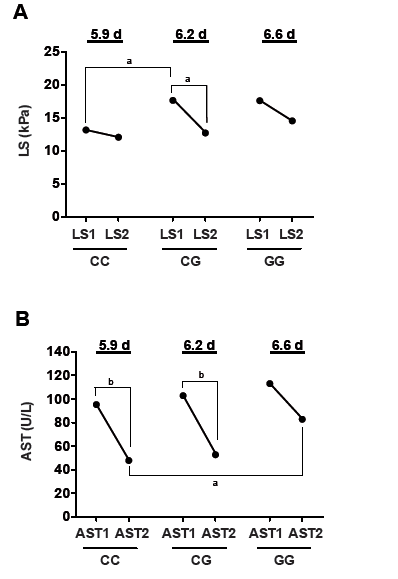 A
5.9 d 6.2 d 6.6 d
LS (kPa)
25
20
15
10
5
0
a
a
LS1 LS2 LS1 LS2 LS1 LS2
CC CG GG
B
5.9 d 6.2 d 6.6 d
AST (U/L)
140
120
100
80
60
40
20
0
b
b
a
AST1 AST2 AST1 AST2 AST1 AST2
CC CG GG